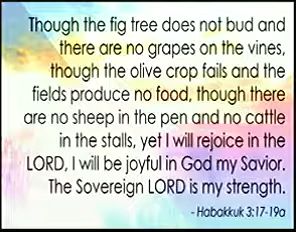 Though the fig tree does not bud and
there are no grapes on the vines,
though the olive crop fails and the
fields produce no food, though there
are no sheep in the pen and no cattle
in the stalls, yet I will rejoice in the
LORD, I will be joyful in God my Savior.
The Sovereign LORD is my strength.
- Habakkuk 3:17-19a